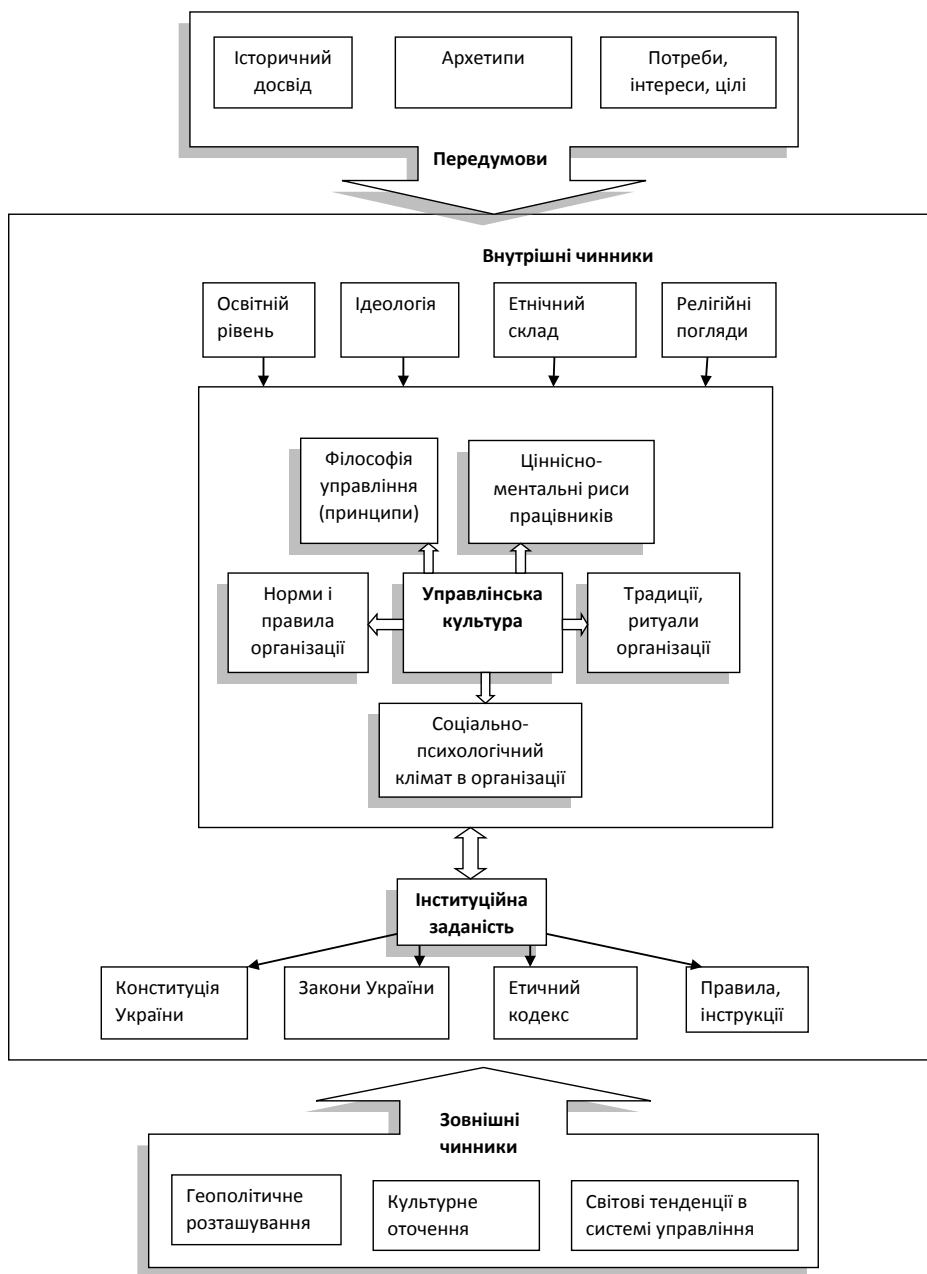 Історичний
досвід
Архетипи
Потреби,
інтереси, цілі
Передумови
Внутрішні чинники
Освітній
рівень
Ідеологія
Етнічний
склад
Релігійні
погляди
Філософія
управління
(принципи)
Ціннісно-
ментальні риси
працівників
Норми і
правила
організації
Управлінська
культура
Традиції,
ритуали
організації
Соціально-
психологічний
клімат в організації
Інституційна
заданість
Конституція
України
Закони України
Етичний
кодекс
Правила,
інструкції
Зовнішні
чинники
Геополітичне
розташування
Культурне
оточення
Світові тенденції в
системі управління